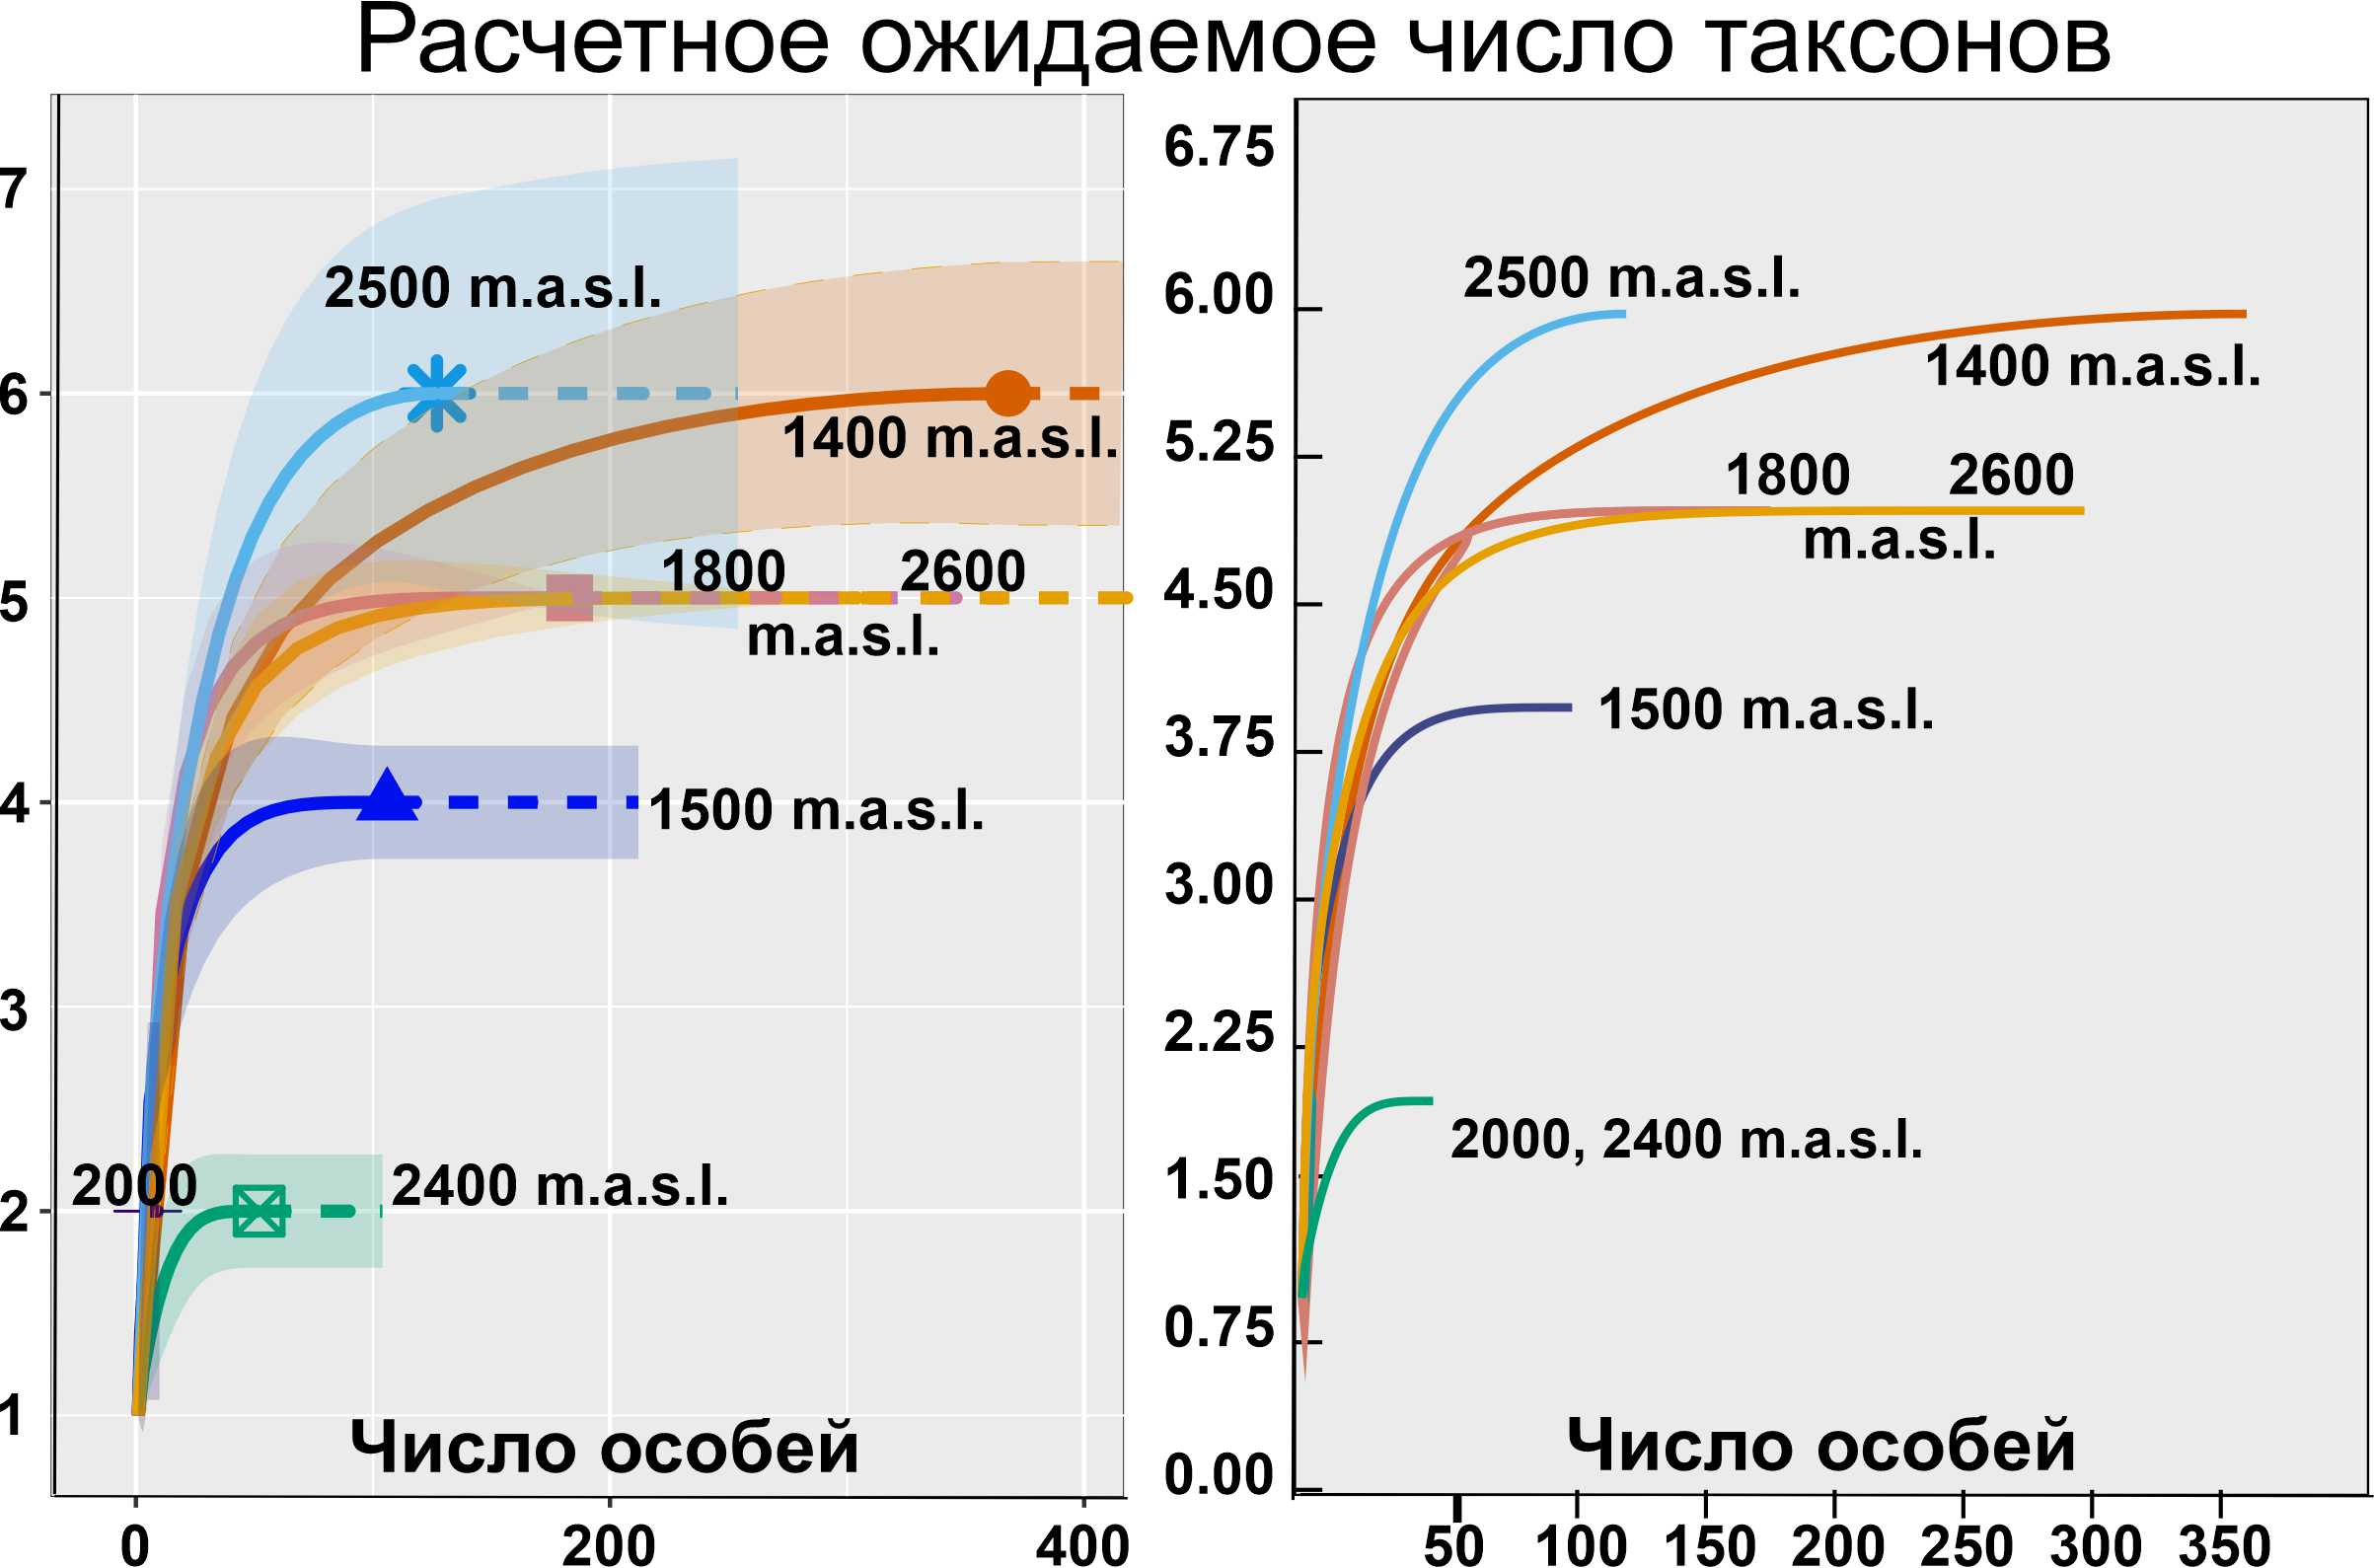 Расчетное ожидаемое число таксонов
7
6
5
4
3
2
1
2500 m.a.s.l.
1400 m.a.s.l.
1800 2600
m.a.s.l.
1500 m.a.s.l.
2000
2400 m.a.s.l.
Число особей
0 200 400
6.75
6.00
5.25
4.50
3.75
3.00
2.25
1.50
0.75
0.00
2500 m.a.s.l.
1400 m.a.s.l.
1800 2600
m.a.s.l.
1500 m.a.s.l.
2000, 2400 m.a.s.l.
Число особей
50 100 150 200 250 300 350